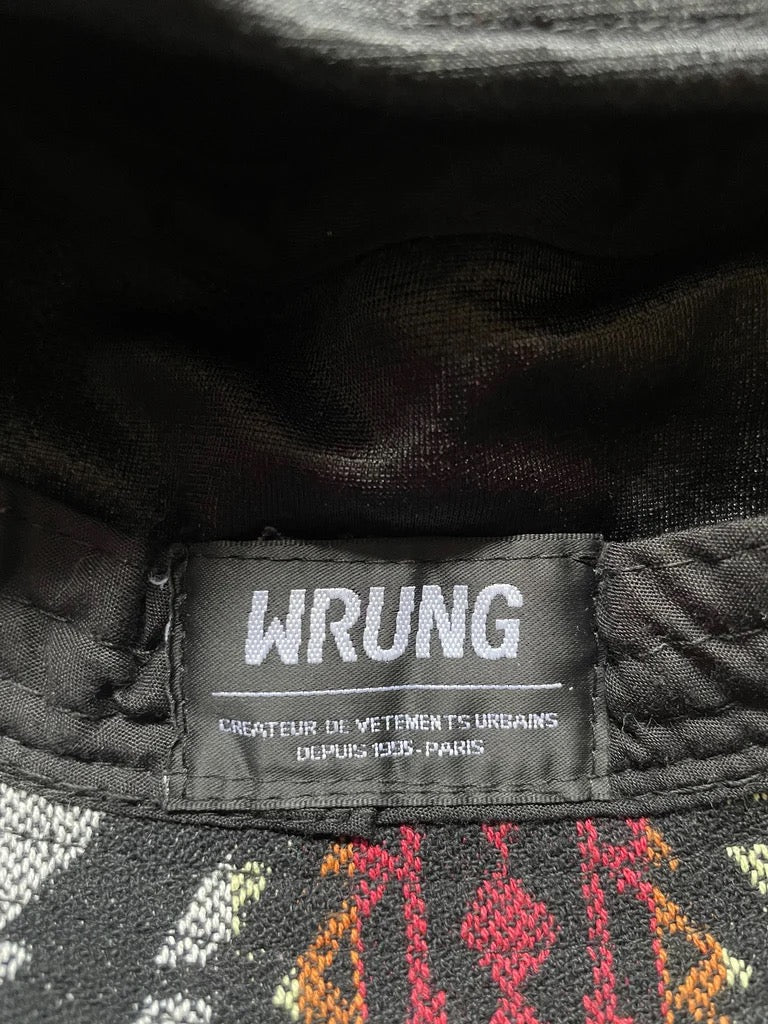 WRUNG
CREATEUR DE VETEMENTS URBAINS
DEPUIS 1995 - PARIS